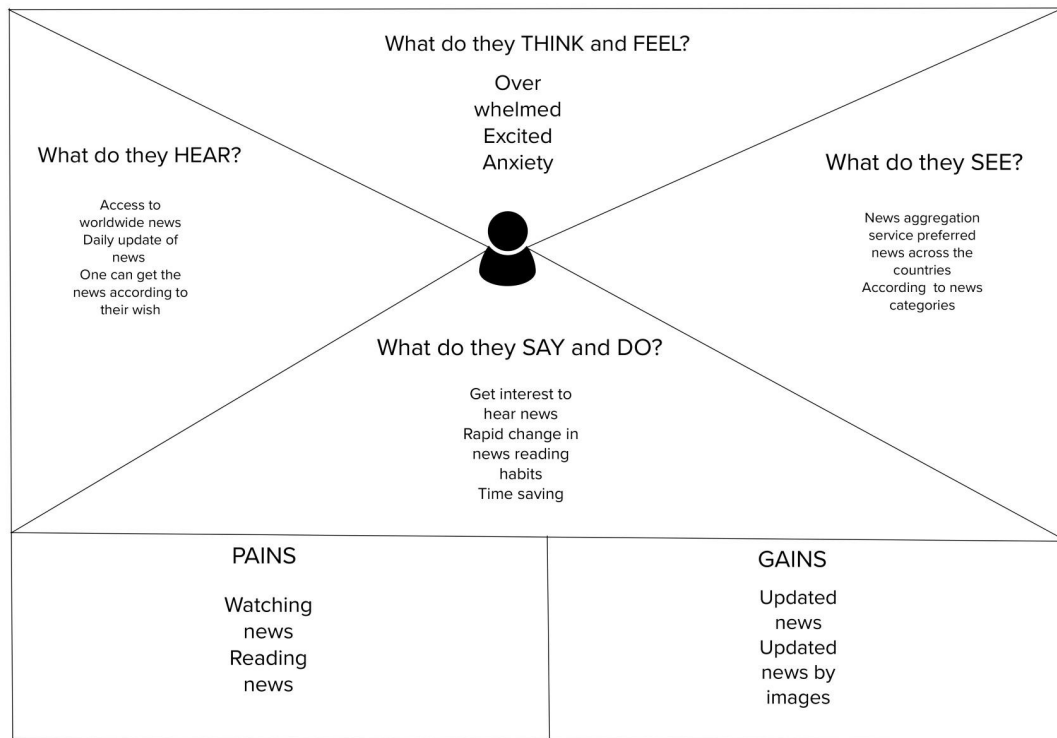 What do they THINK and FEEL?
Over
whelmed
Excited
Anxiety
What do they HEAR?
Access to
worldwide news
Daily update of
news
One can get the
news according to
their wish
What do they SEE?
News aggregation
service preferred
news across the
countries
According to news
categories
What do they SAY and DO?
Get interest to
hear news
Rapid change in
news reading
habits
Time saving
PAINS
Watching
news
Reading
news
GAINS
Updated
news
Updated
news by
images